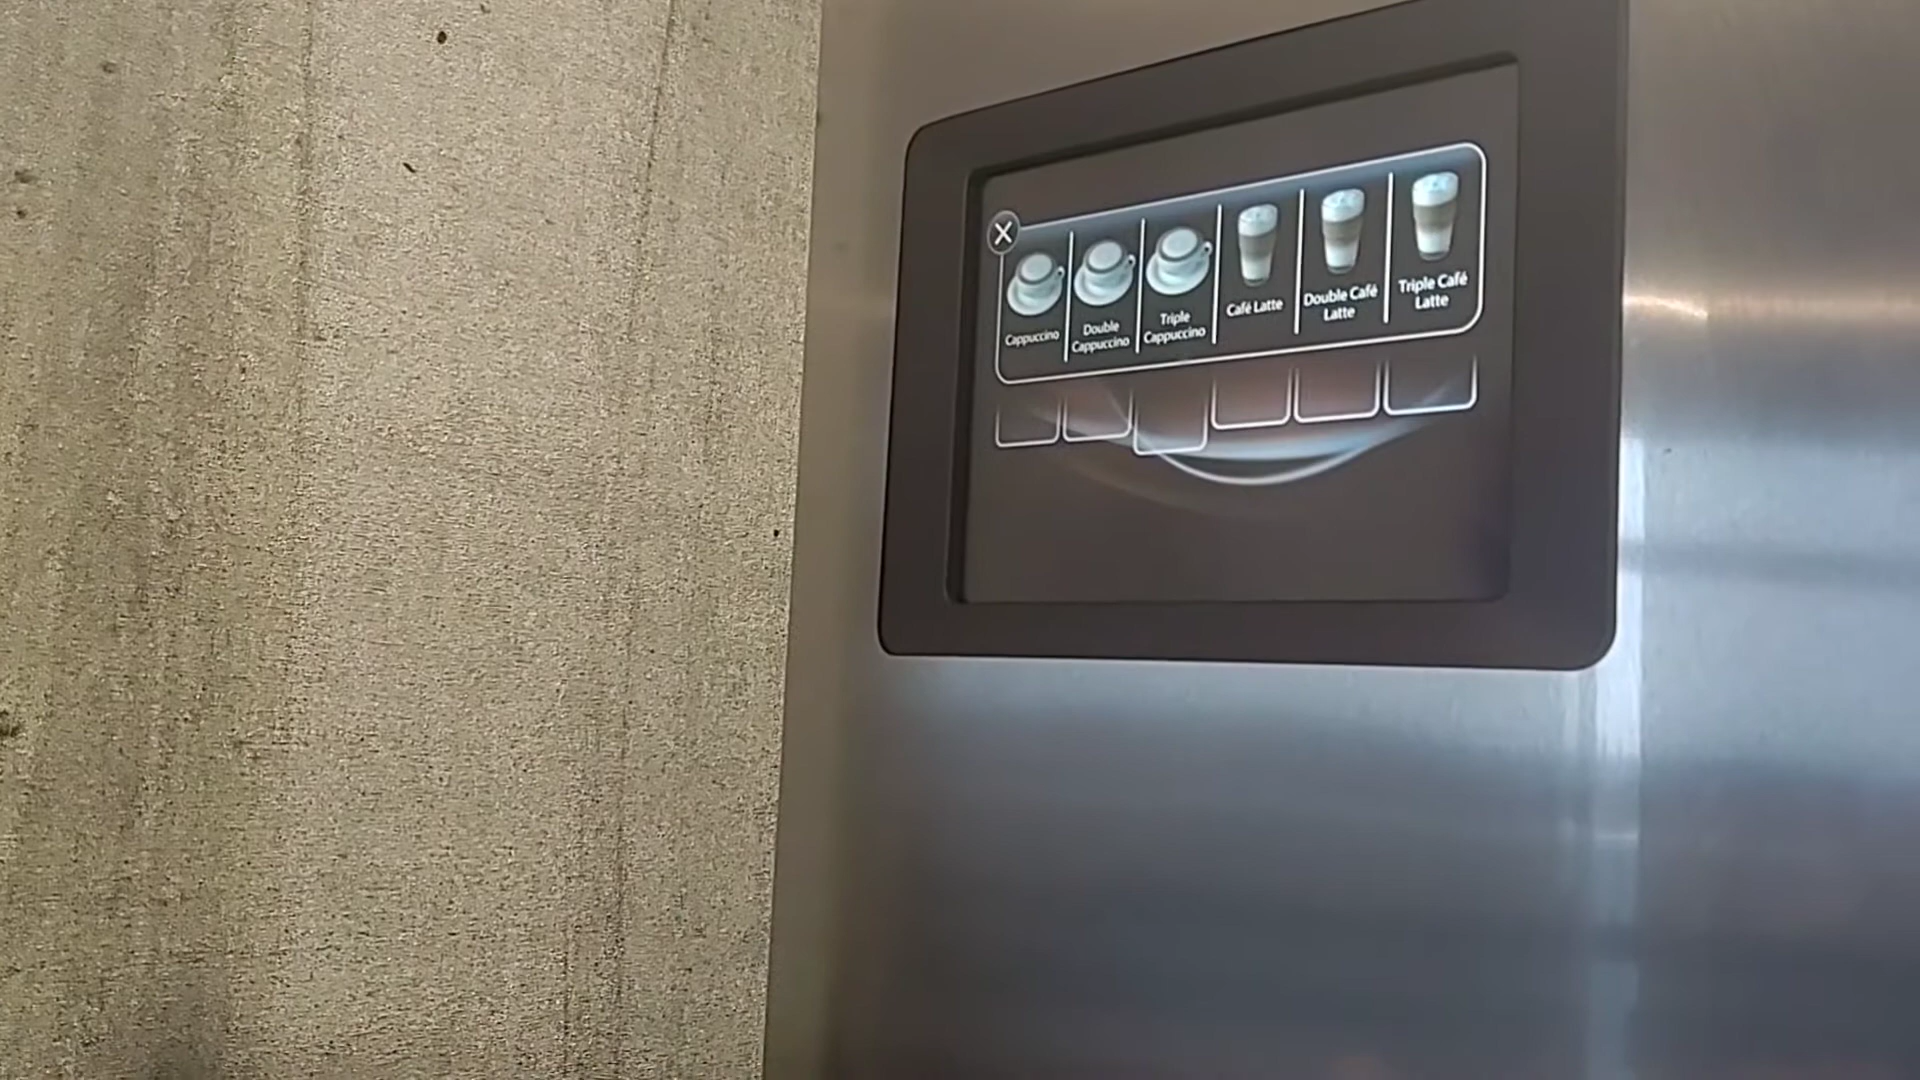 Cappuccino
Double
Cappuccino
Triple
Cappuccino
Café Latte
Double Café
Latte
Triple Café
Latte